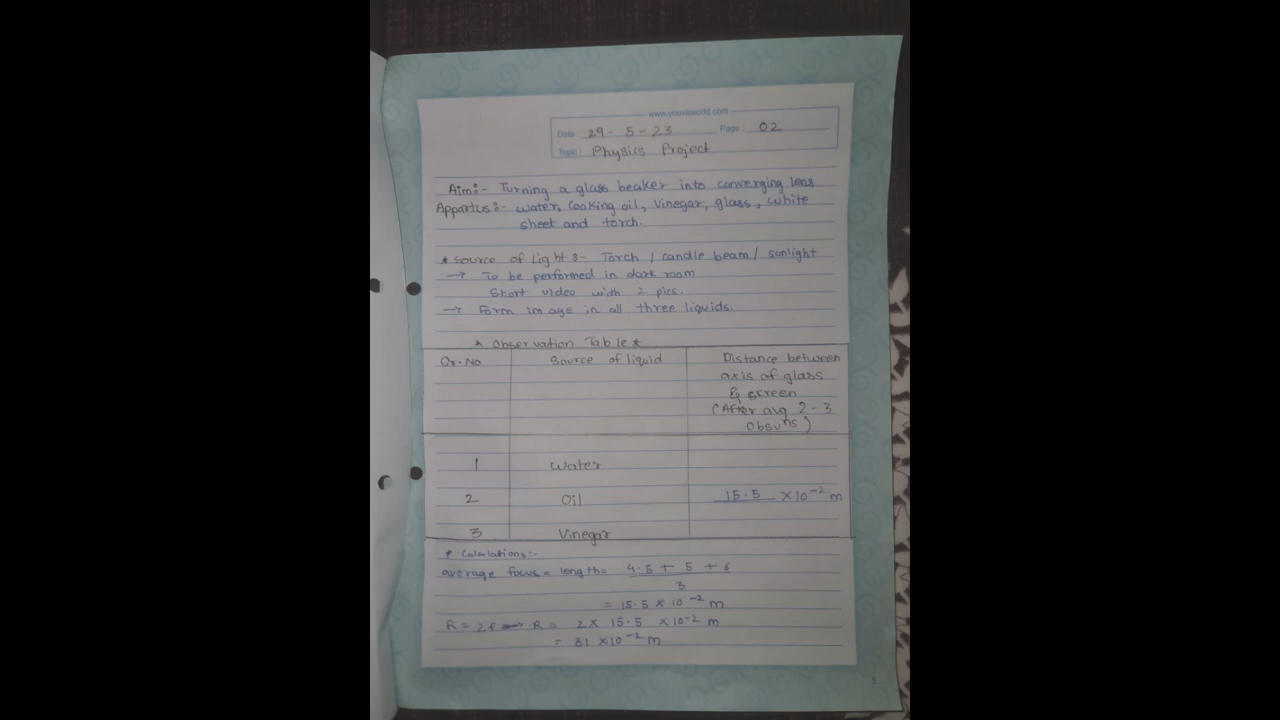 www.youvaworld.com
Date 29-5-23 Page: 02
Topic: Physics Project
Aim:- Turning a glass beaker into converging lens
Appartus:- water, cooking oil, vinegar, glass, white
sheet and torch.
* source of light :- Torch / candle beam / sunlight
→ To be performed in dark room
Short video with 2 pics.
→ Form image in all three liquids.
* Observation Table *
Sr. No Source of liquid Distance between
axis of glass
& screen
(After avg 2-3
Obsuns)
1 water
2 Oil 15.5 × 10-2 m
3 Vinegar
* Calculations:-
average focus = length = 4.5 + 5 + 6
3
= 15.5 × 10-2 m
R = 2f → R = 2 × 15.5 × 10-2 m
= 31 × 10-2 m